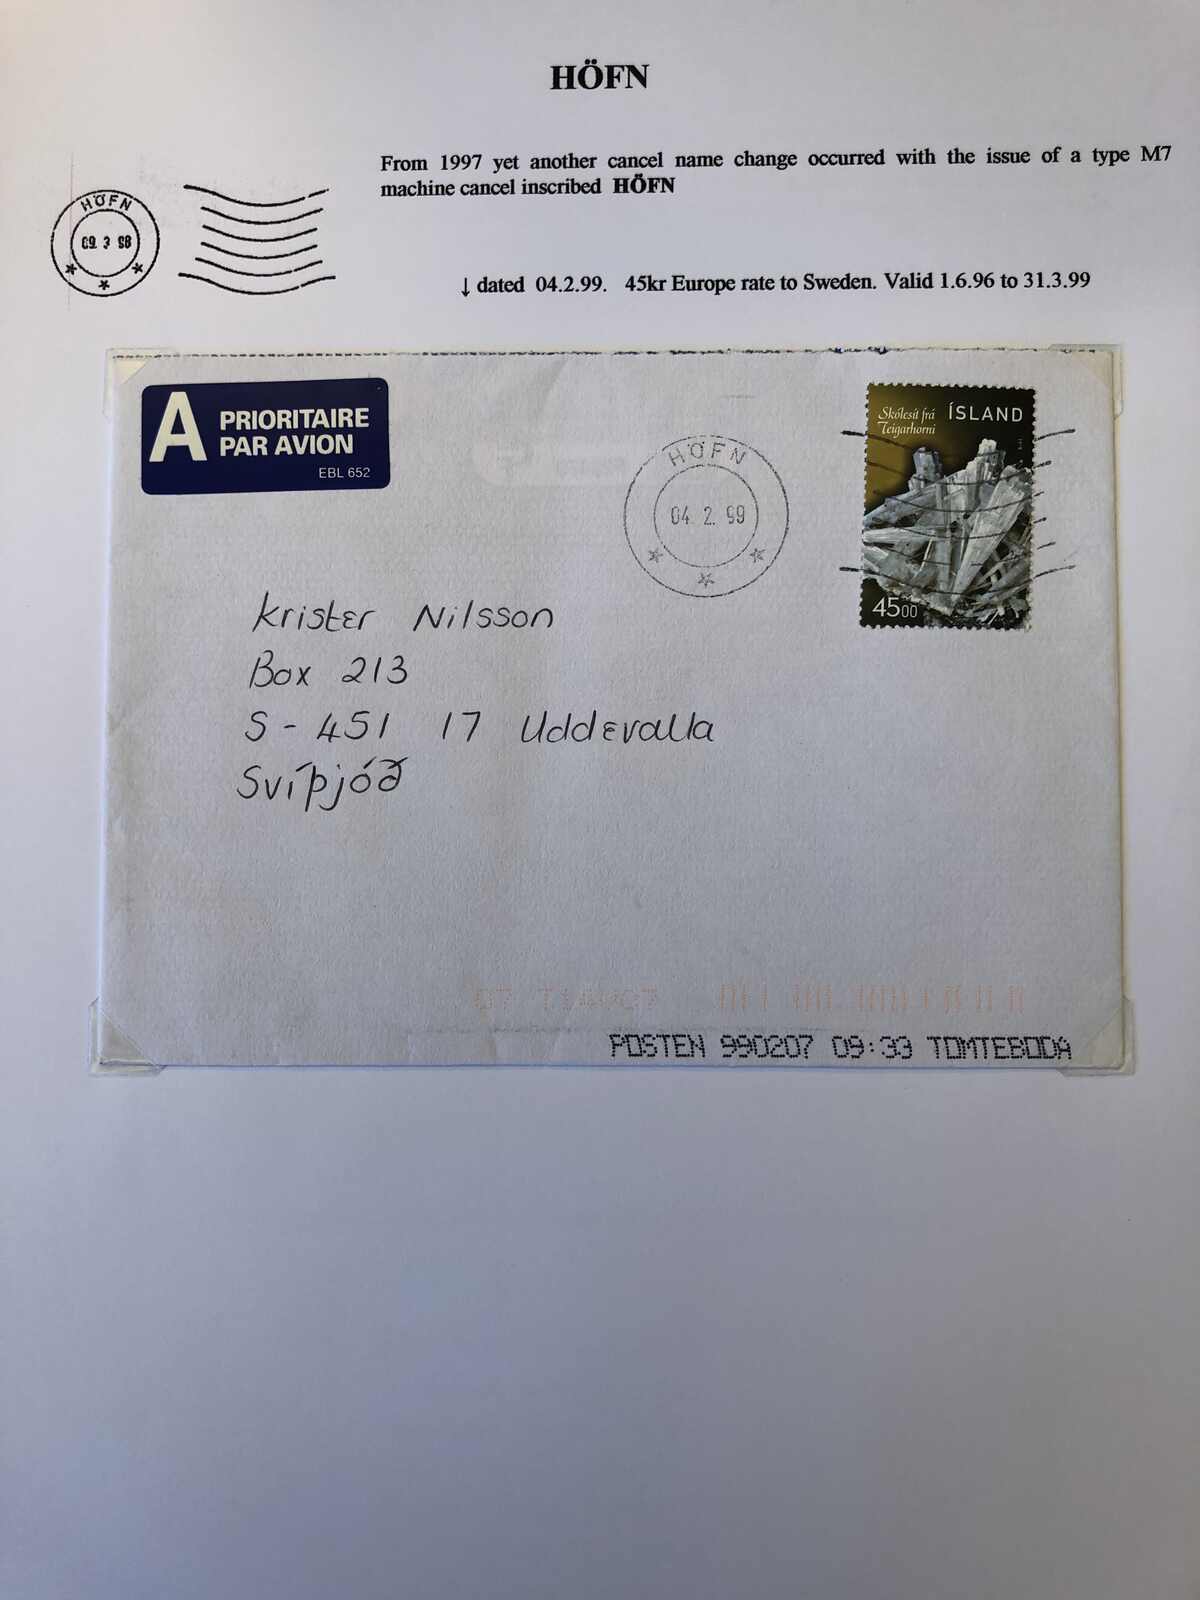 HÖFN
From 1997 yet another cancel name change occurred with the issue of a type M7
machine cancel inscribed HÖFN
HÖFN
09. 3 98
↓ dated 04.2.99. 45kr Europe rate to Sweden. Valid 1.6.96 to 31.3.99
A PRIORITAIRE
PAR AVION
EBL 652
HÖFN
04. 2. 99
Skólesít frá
Teigarhorni
ÍSLAND
4500
Krister Nilsson
Box 213
S - 451 17 Uddevalla
Svíþjóð
POSTEN 990207 09:33 TOMTEBODA